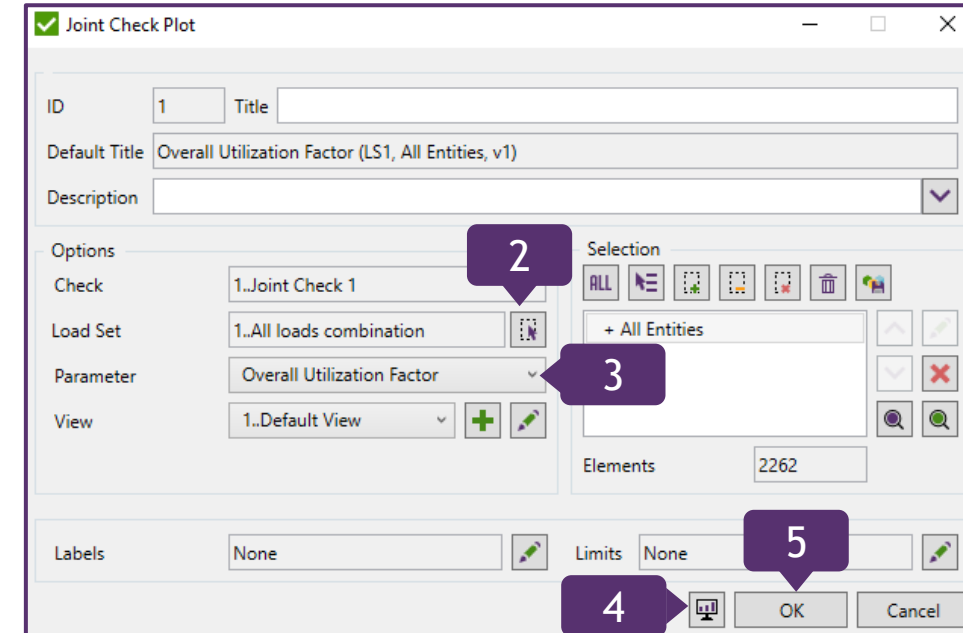 Joint Check Plot
ID 1 Title
Default Title Overall Utilization Factor (LS1, All Entities, v1)
Description
Options
Check 1..Joint Check 1
Load Set 1..All loads combination
Parameter Overall Utilization Factor
View 1..Default View
2
3
Selection
ALL
+ All Entities
Elements 2262
Labels None
Limits None
5
4
OK Cancel